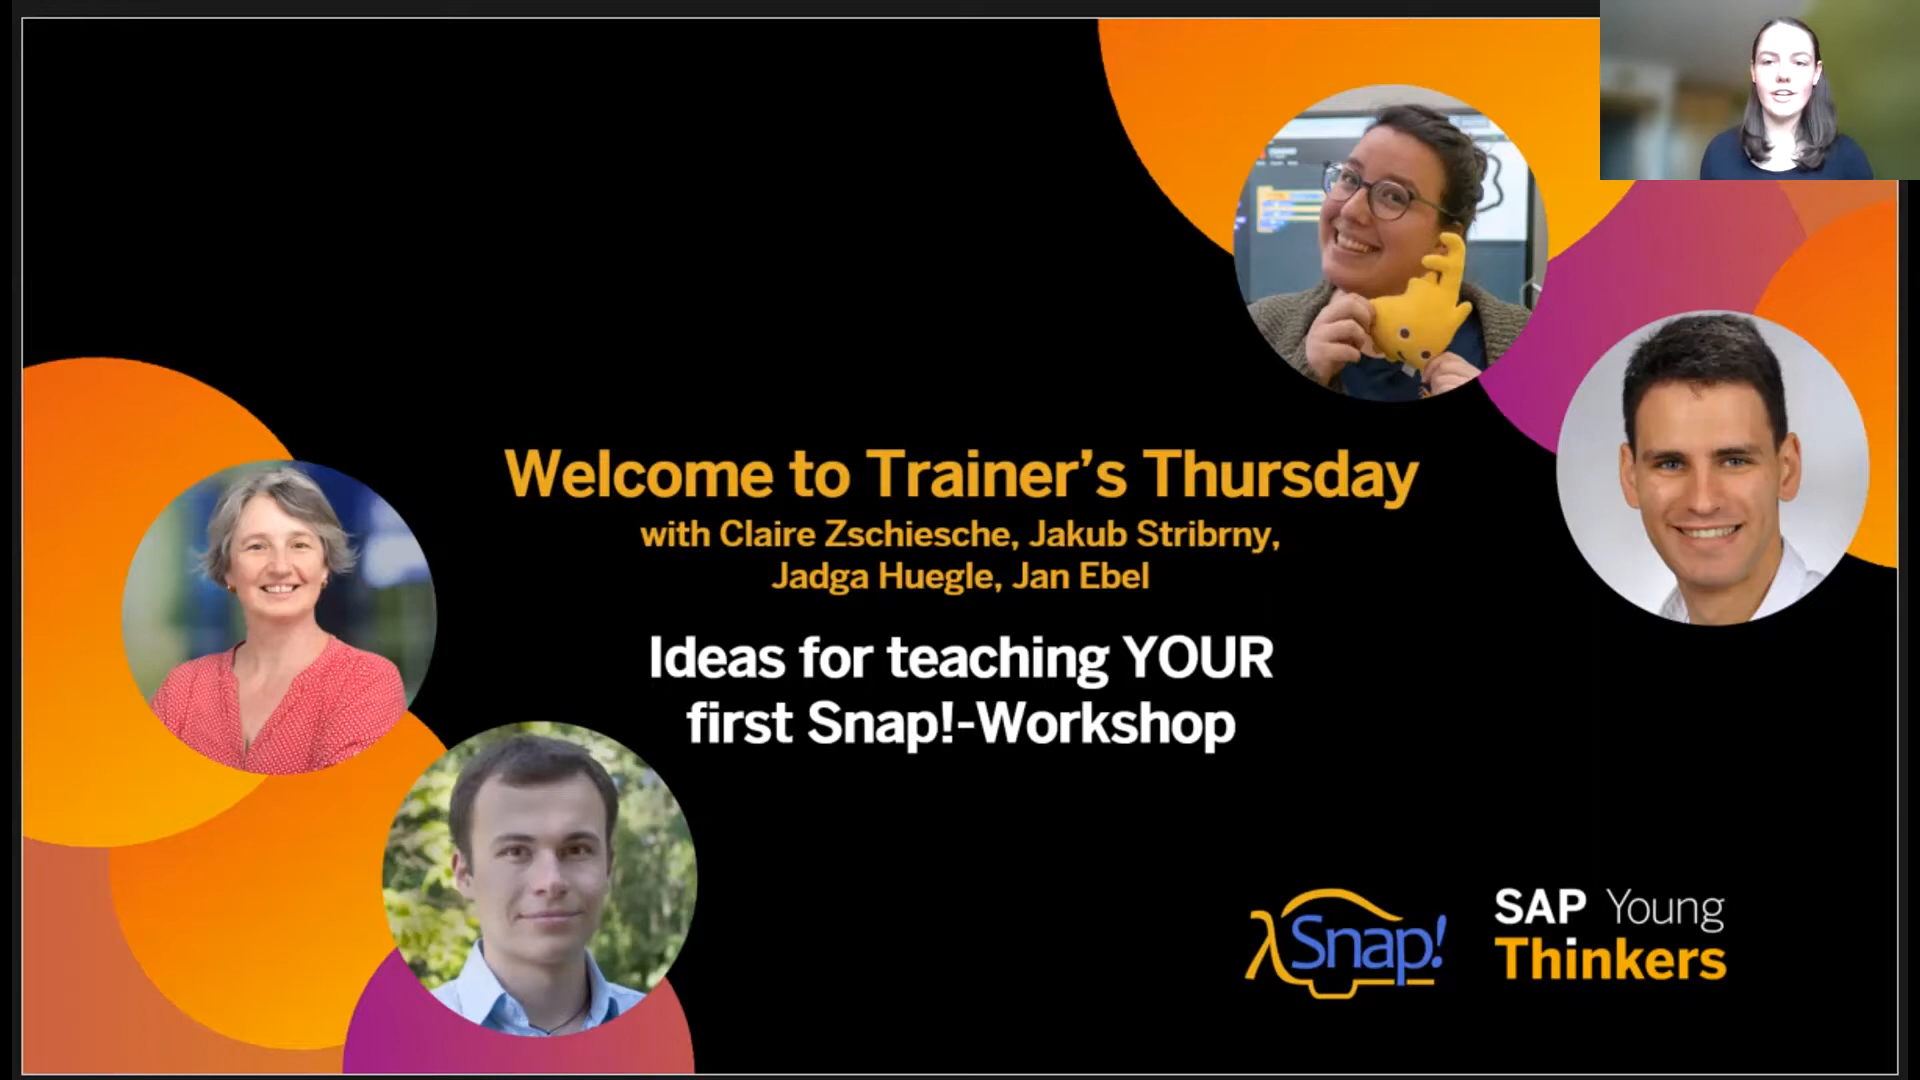 Welcome to Trainer’s Thursday
with Claire Zschiesche, Jakub Stribrny,
Jadga Huegle, Jan Ebel
Ideas for teaching YOUR
first Snap!-Workshop
λSnap!
SAP Young
Thinkers